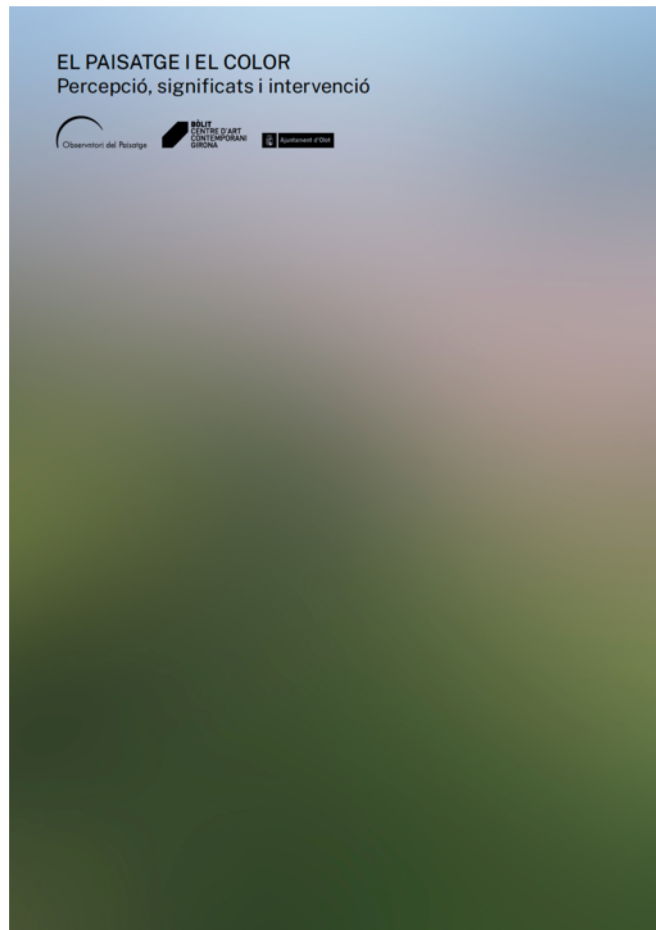 EL PAISATGE I EL COLOR
Percepció, significats i intervenció
Observatori del Paisatge
BÒLIT
CENTRE D'ART
CONTEMPORANI
GIRONA
Ajuntament d'Olot